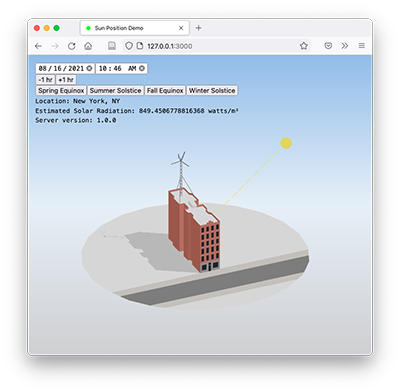 Sun Position Demo
127.0.0.1:3000
08/16/2021 10:46 AM
-1 hr +1 hr
Spring Equinox Summer Solstice Fall Equinox Winter Solstice
Location: New York, NY
Estimated Solar Radiation: 849.4506778816368 watts/m²
Server version: 1.0.0